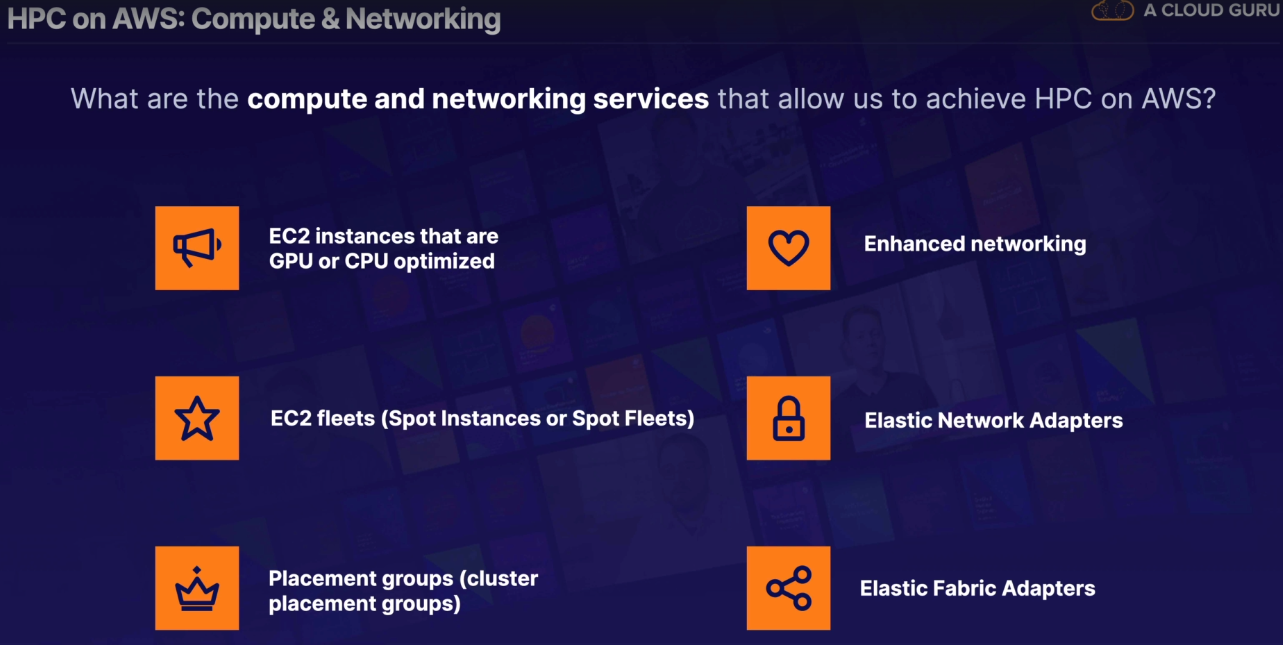 HPC on AWS: Compute & Networking
A CLOUD GURU
What are the compute and networking services that allow us to achieve HPC on AWS?
EC2 instances that are
GPU or CPU optimized
Enhanced networking
EC2 fleets (Spot Instances or Spot Fleets)
Elastic Network Adapters
Placement groups (cluster
placement groups)
Elastic Fabric Adapters